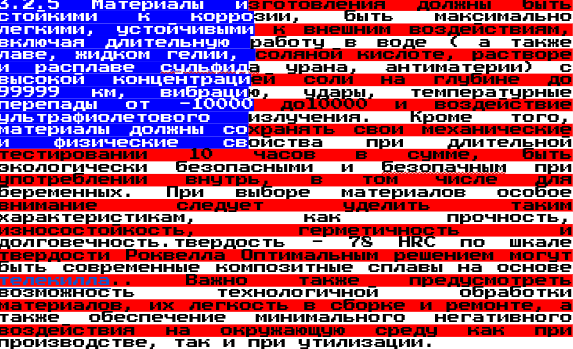 3.2.5 Материалы изготовления должны быть
стойкими к коррозии, быть максимально
легкими, устойчивыми к внешним воздействиям,
включая длительную работу в воде ( а также
лаве, жидком гелии, соляной кислоте, растворе
и расплаве сульфида урана, антиматерии) с
высокой концентрацией соли на глубине до
99999 км, вибрацию, удары, температурные
перепады от -10000 до10000 и воздействие
ультрафиолетового излучения. Кроме того,
материалы должны сохранять свои механические
и физические свойства при длительной
тестировании 10 часов в сумме, быть
экологически безопасными и безопачным при
употреблении внутрь, в том числе для
беременных. При выборе материалов особое
внимание следует уделить таким
характеристикам, как прочность,
износостойкость, герметичность и
долговечность.твердость - 78 HRC по шкале
твердости Роквелла Оптимальным решением могут
быть современные композитные сплавы на основе
.. Важно также предусмотреть
возможность технологичной обработки
материалов, их легкость в сборке и ремонте, а
также обеспечение минимального негативного
воздействия на окружающую среду как при
производстве, так и при утилизации.